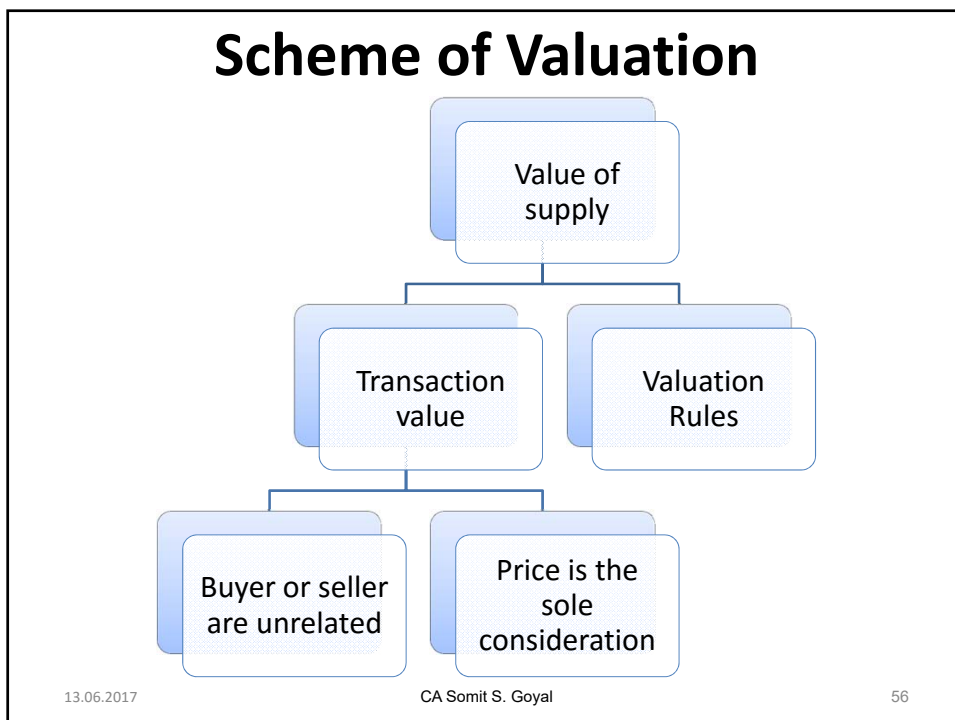 Scheme of Valuation
Value of
supply
Transaction
value
Valuation
Rules
Buyer or seller
are unrelated
Price is the
sole
consideration
13.06.2017
CA Somit S. Goyal
56